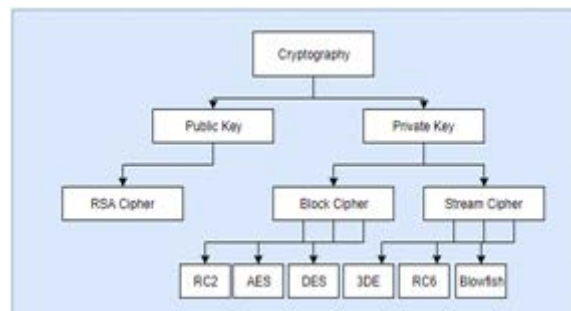 Cryptography
Public Key
Private Key
RSA Cipher
Block Cipher
Stream Cipher
RC2
AES
DES
3DE
RC6
Blowfish